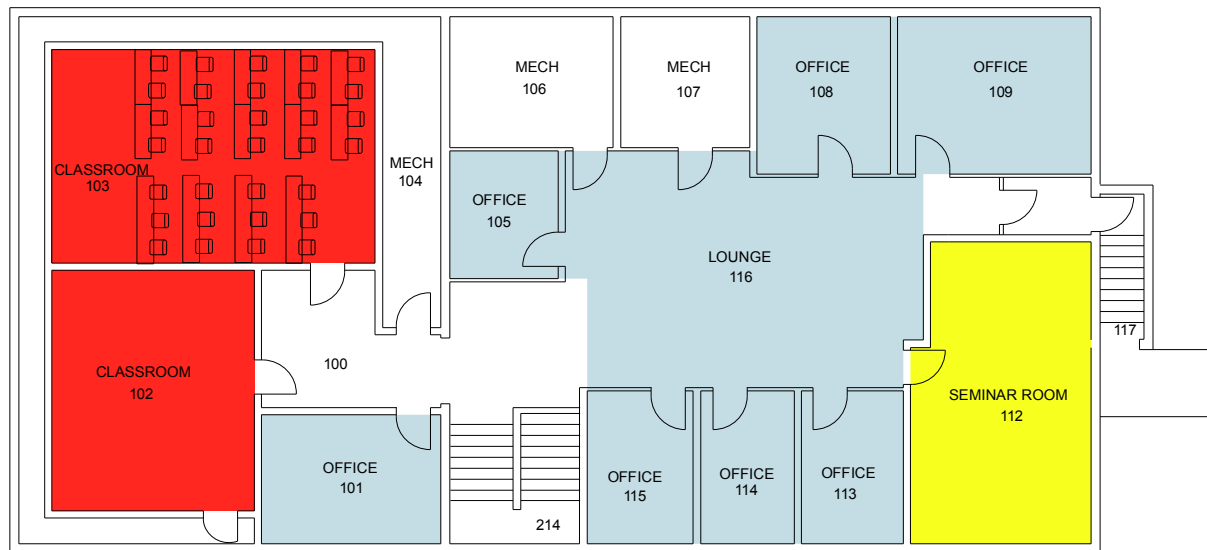 MECH
106
MECH
107
OFFICE
108
OFFICE
109
CLASSROOM
103
MECH
104
OFFICE
105
LOUNGE
116
117
100
CLASSROOM
102
SEMINAR ROOM
112
OFFICE
101
OFFICE
115
OFFICE
114
OFFICE
113
214